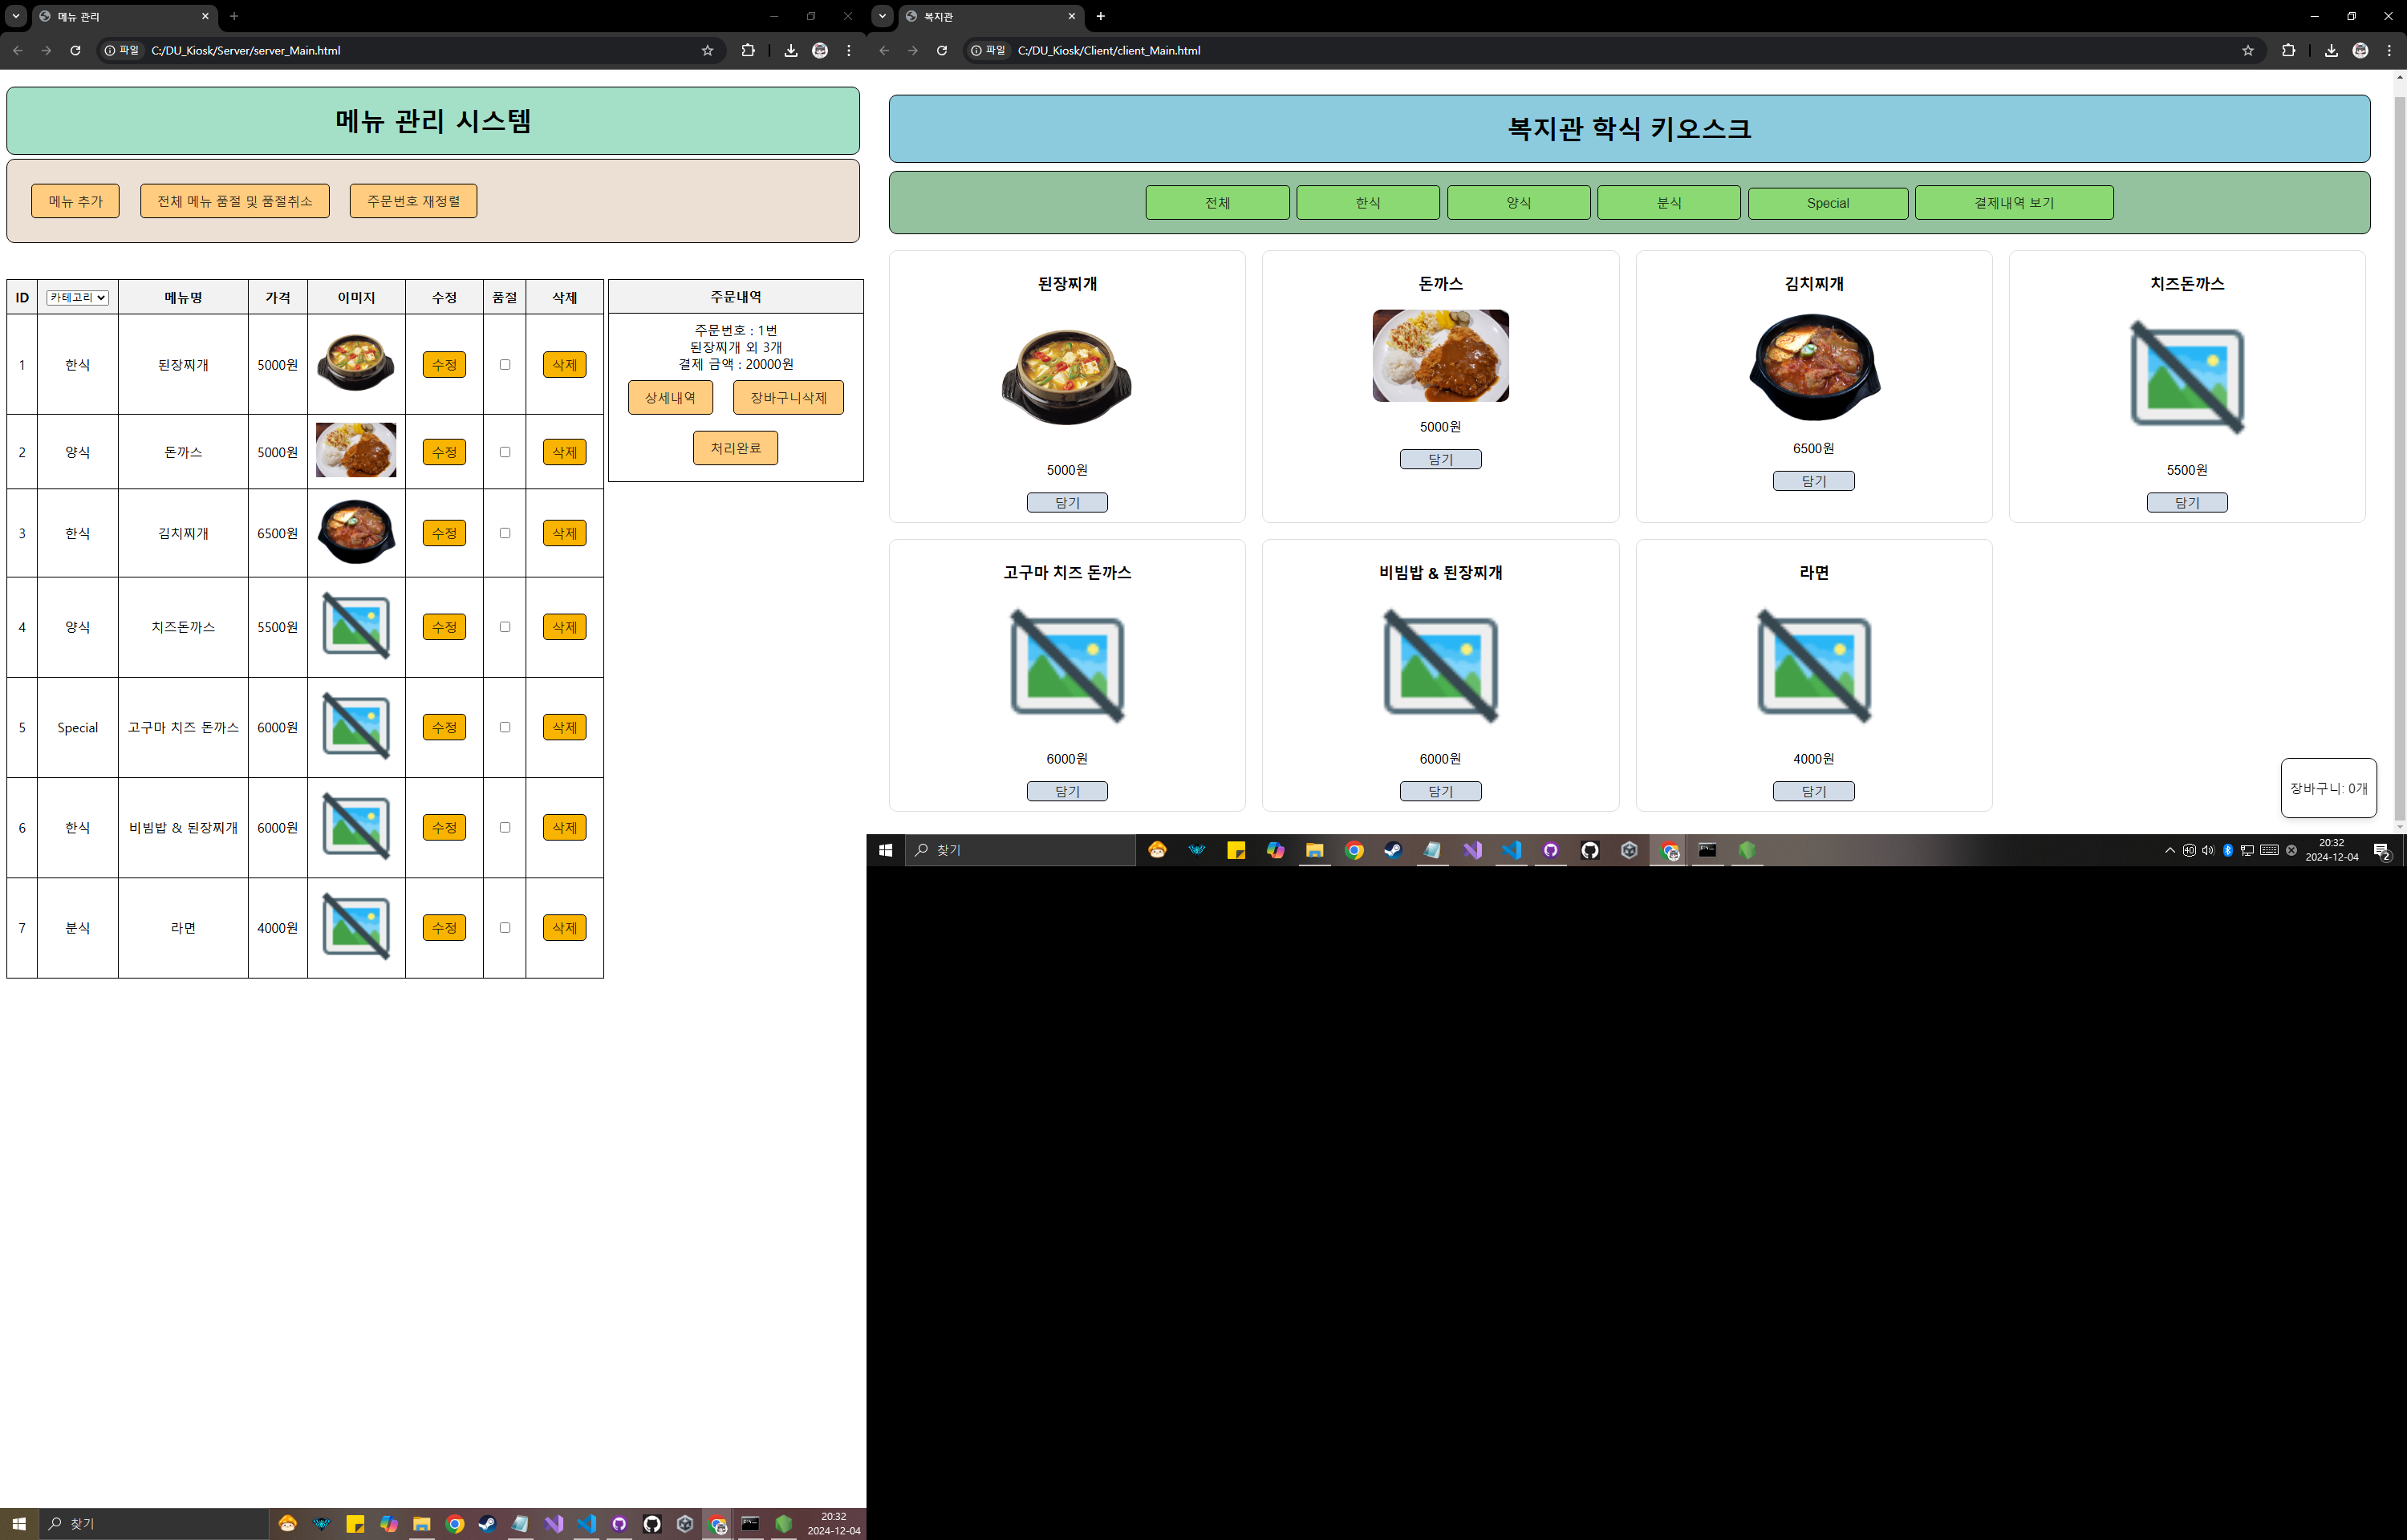 메뉴 관리
파일 C:/DU_Kiosk/Server/server_Main.html
메뉴 관리 시스템
메뉴 추가 전체 메뉴 품절 및 품절취소 주문번호 재정렬
ID 카테고리 메뉴명 가격 이미지 수정 품절 삭제
1 한식 된장찌개 5000원 수정 삭제
2 양식 돈까스 5000원 수정 삭제
3 한식 김치찌개 6500원 수정 삭제
4 양식 치즈돈까스 5500원 수정 삭제
5 Special 고구마 치즈 돈까스 6000원 수정 삭제
6 한식 비빔밥 & 된장찌개 6000원 수정 삭제
7 분식 라면 4000원 수정 삭제
주문내역
주문번호 : 1번
된장찌개 외 3개
결제 금액 : 20000원
상세내역 장바구니삭제
처리완료
찾기
20:32
2024-12-04
복지관
파일 C:/DU_Kiosk/Client/client_Main.html
복지관 학식 키오스크
전체 한식 양식 분식 Special 결제내역 보기
된장찌개
5000원
담기
돈까스
5000원
담기
김치찌개
6500원
담기
치즈돈까스
5500원
담기
고구마 치즈 돈까스
6000원
담기
비빔밥 & 된장찌개
6000원
담기
라면
4000원
담기
장바구니: 0개
찾기
40
20:32
2024-12-04
2